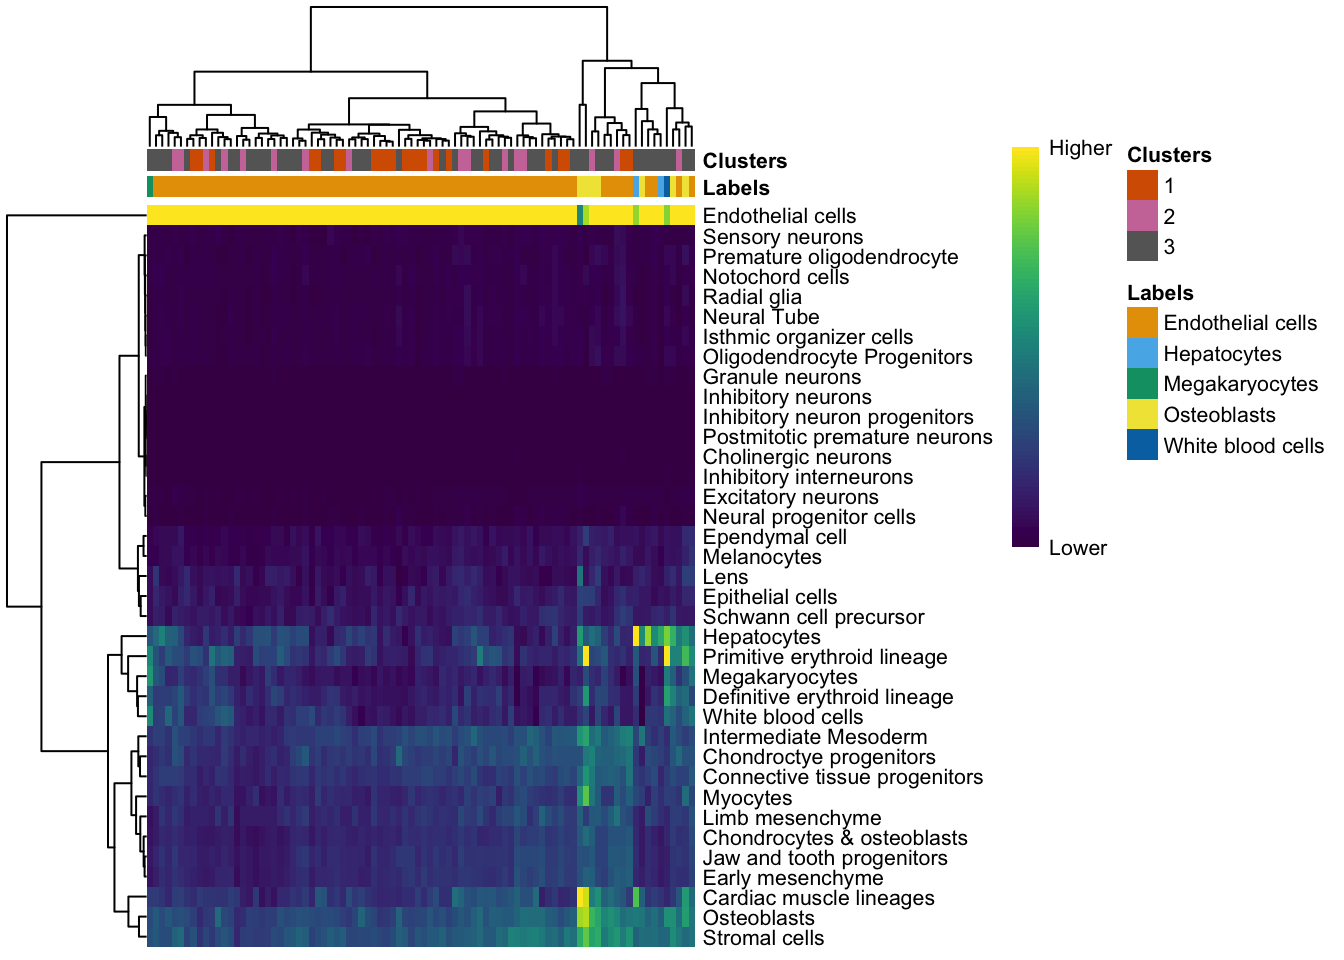 Clusters
Labels
Endothelial cells
Sensory neurons
Premature oligodendrocyte
Notochord cells
Radial glia
Neural Tube
Isthmic organizer cells
Oligodendrocyte Progenitors
Granule neurons
Inhibitory neurons
Inhibitory neuron progenitors
Postmitotic premature neurons
Cholinergic neurons
Inhibitory interneurons
Excitatory neurons
Neural progenitor cells
Ependymal cell
Melanocytes
Lens
Epithelial cells
Schwann cell precursor
Hepatocytes
Primitive erythroid lineage
Megakaryocytes
Definitive erythroid lineage
White blood cells
Intermediate Mesoderm
Chondroctye progenitors
Connective tissue progenitors
Myocytes
Limb mesenchyme
Chondrocytes & osteoblasts
Jaw and tooth progenitors
Early mesenchyme
Cardiac muscle lineages
Osteoblasts
Stromal cells
Higher
Lower
Clusters
1
2
3
Labels
Endothelial cells
Hepatocytes
Megakaryocytes
Osteoblasts
White blood cells